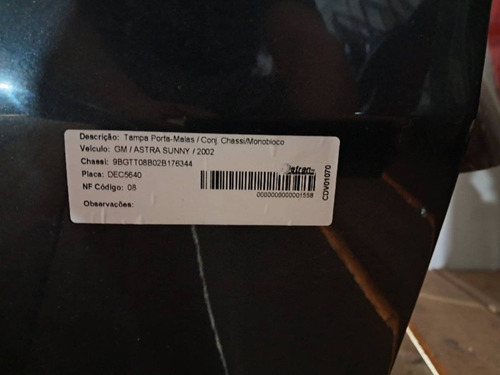 Descrição: Tampa Porta-Malas / Conj. Chassi/Monobloco
Veículo: GM / ASTRA SUNNY / 2002
Chassi: 9BGTT08B02B176344
Placa: DEC5640
NF Código: 08
Observações:
0000000000001558
CDV01070